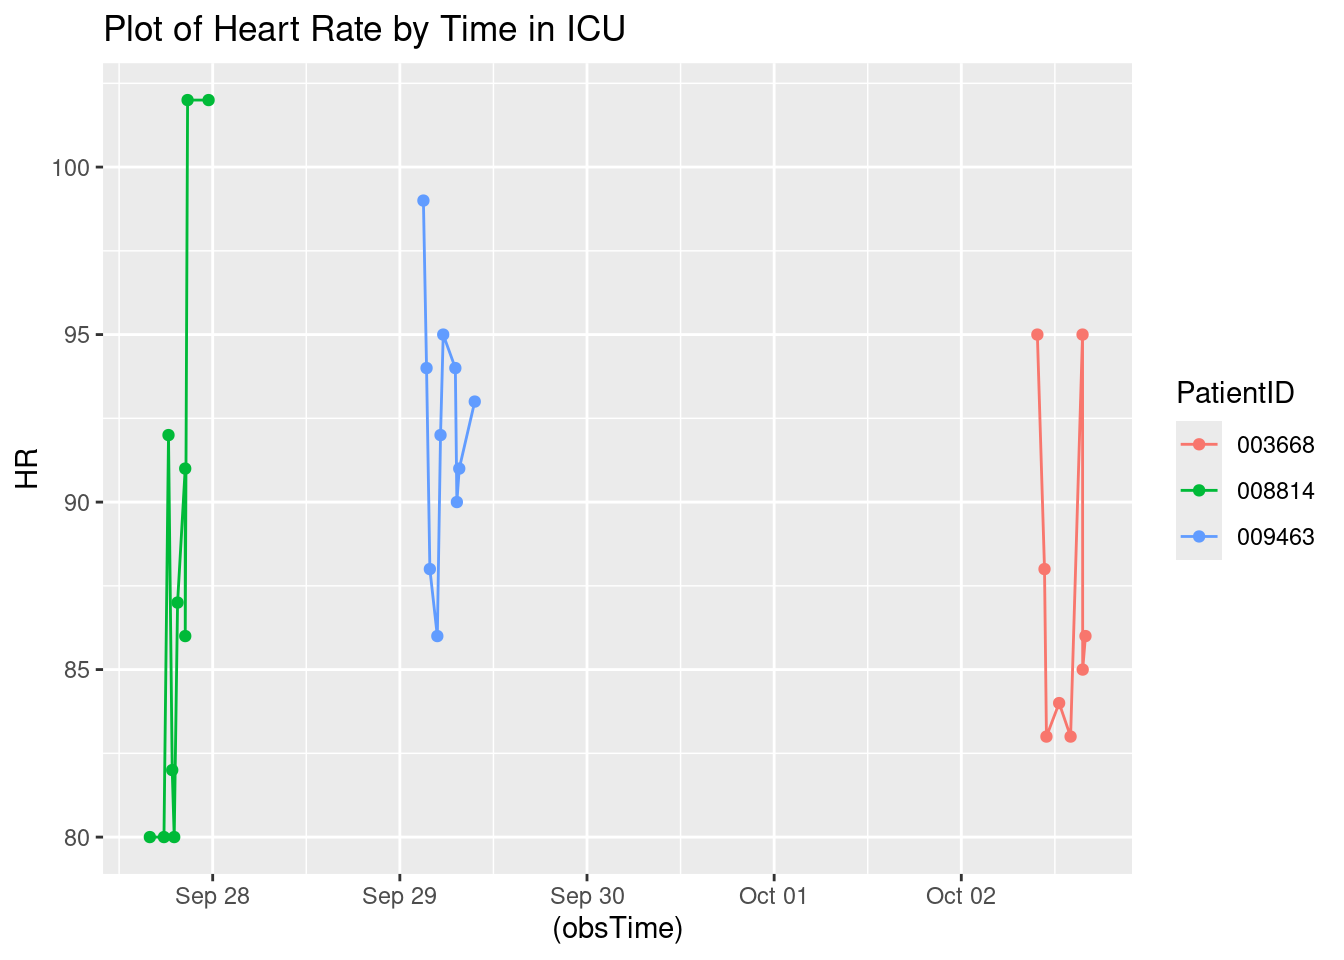 Plot of Heart Rate by Time in ICU
100
95
90
85
80
HR
Sep 28
Sep 29
Sep 30
Oct 01
Oct 02
(obsTime)
PatientID
003668
008814
009463